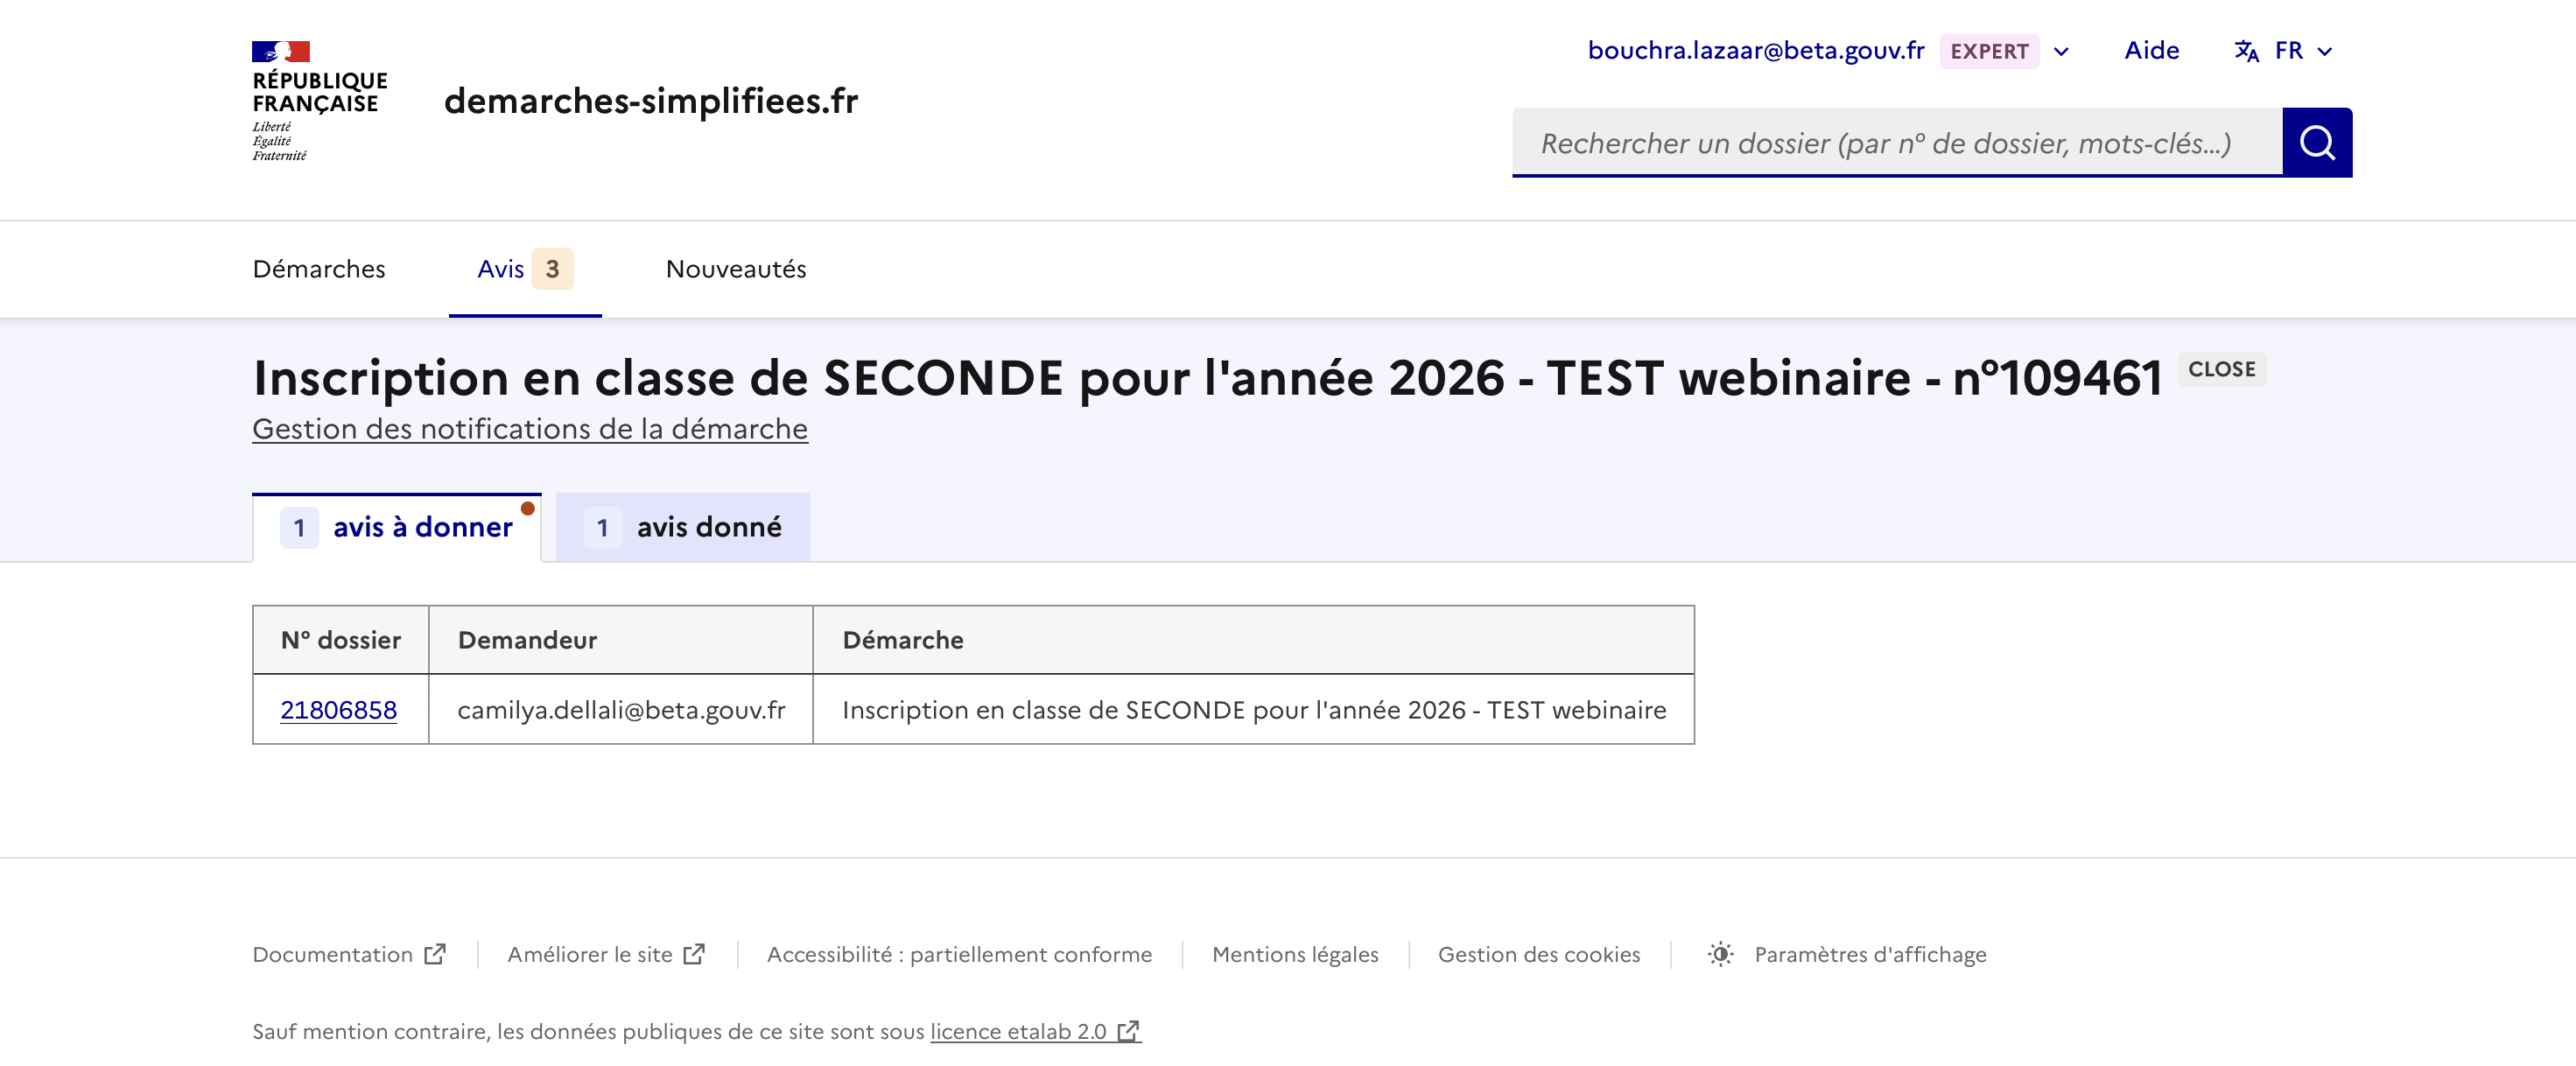 RÉPUBLIQUE
FRANÇAISE
Liberté
Égalité
Fraternité
demarches-simplifiees.fr
bouchra.lazaar@beta.gouv.fr EXPERT Aide FR
Rechercher un dossier (par n° de dossier, mots-clés...)
Démarches Avis 3 Nouveautés
Inscription en classe de SECONDE pour l'année 2026 - TEST webinaire - n°109461 CLOSE
Gestion des notifications de la démarche
1 avis à donner 1 avis donné
N° dossier Demandeur Démarche
21806858 camilya.dellali@beta.gouv.fr Inscription en classe de SECONDE pour l'année 2026 - TEST webinaire
Documentation Améliorer le site Accessibilité : partiellement conforme Mentions légales Gestion des cookies Paramètres d'affichage
Sauf mention contraire, les données publiques de ce site sont sous licence etalab 2.0